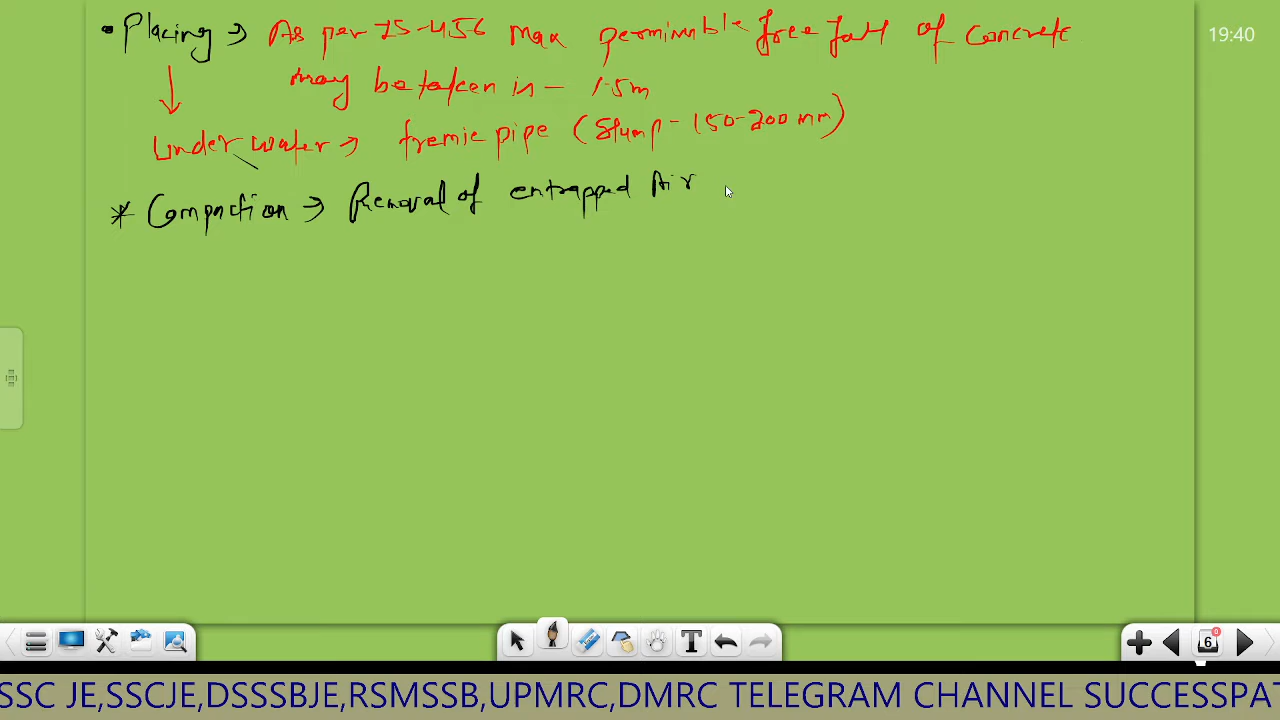 • Placing → As per IS-456 Max permissible free fall of Concrete
may be taken is - 1.5m
Under water → tremie pipe (Slump - 150-200 mm)
* Compaction → Removal of entrapped Air
19:40
6
SSC JE,SSCJE,DSSSBJE,RSMSSB,UPMRC,DMRC TELEGRAM CHANNEL SUCCESSPAT